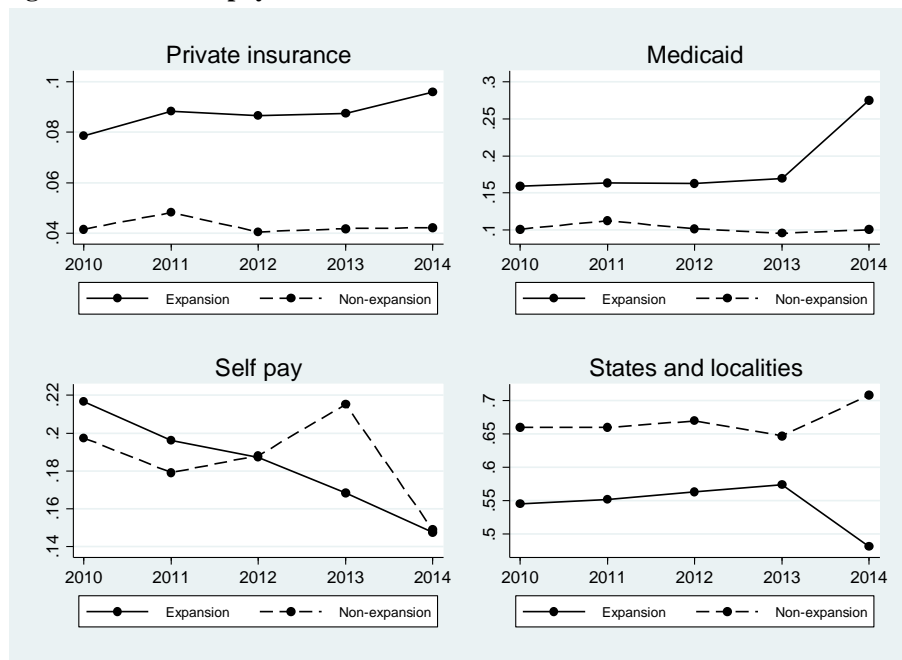 Private insurance
.1
.08
.06
.04
2010 2011 2012 2013 2014
Expansion Non-expansion
Medicaid
.3
.25
.2
.15
.1
2010 2011 2012 2013 2014
Expansion Non-expansion
Self pay
.22
.2
.18
.16
.14
2010 2011 2012 2013 2014
Expansion Non-expansion
States and localities
.7
.65
.6
.55
.5
2010 2011 2012 2013 2014
Expansion Non-expansion